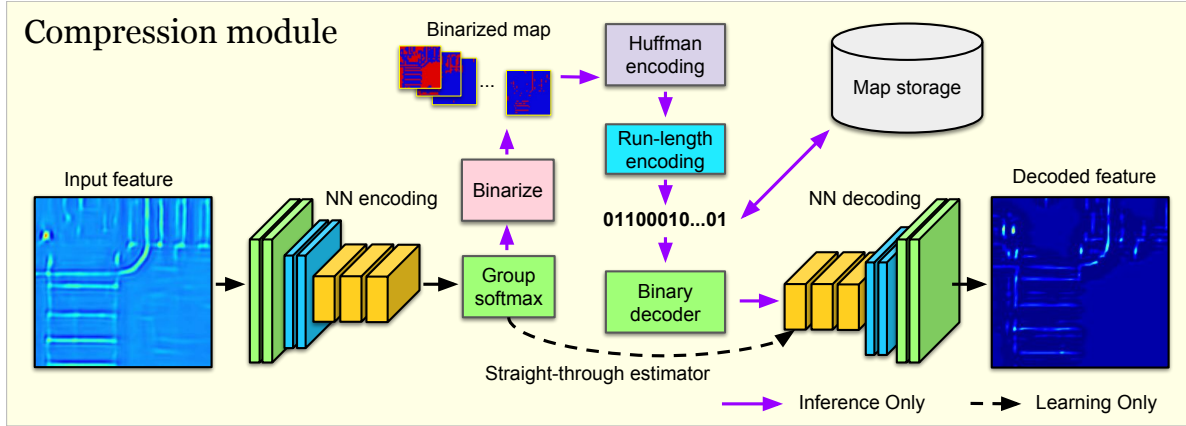 Compression module
Binarized map
...
Huffman
encoding
Map storage
Run-length
encoding
Input feature
NN encoding
Binarize
01100010...01
NN decoding
Decoded feature
Group
softmax
Binary
decoder
Straight-through estimator
Inference Only
Learning Only